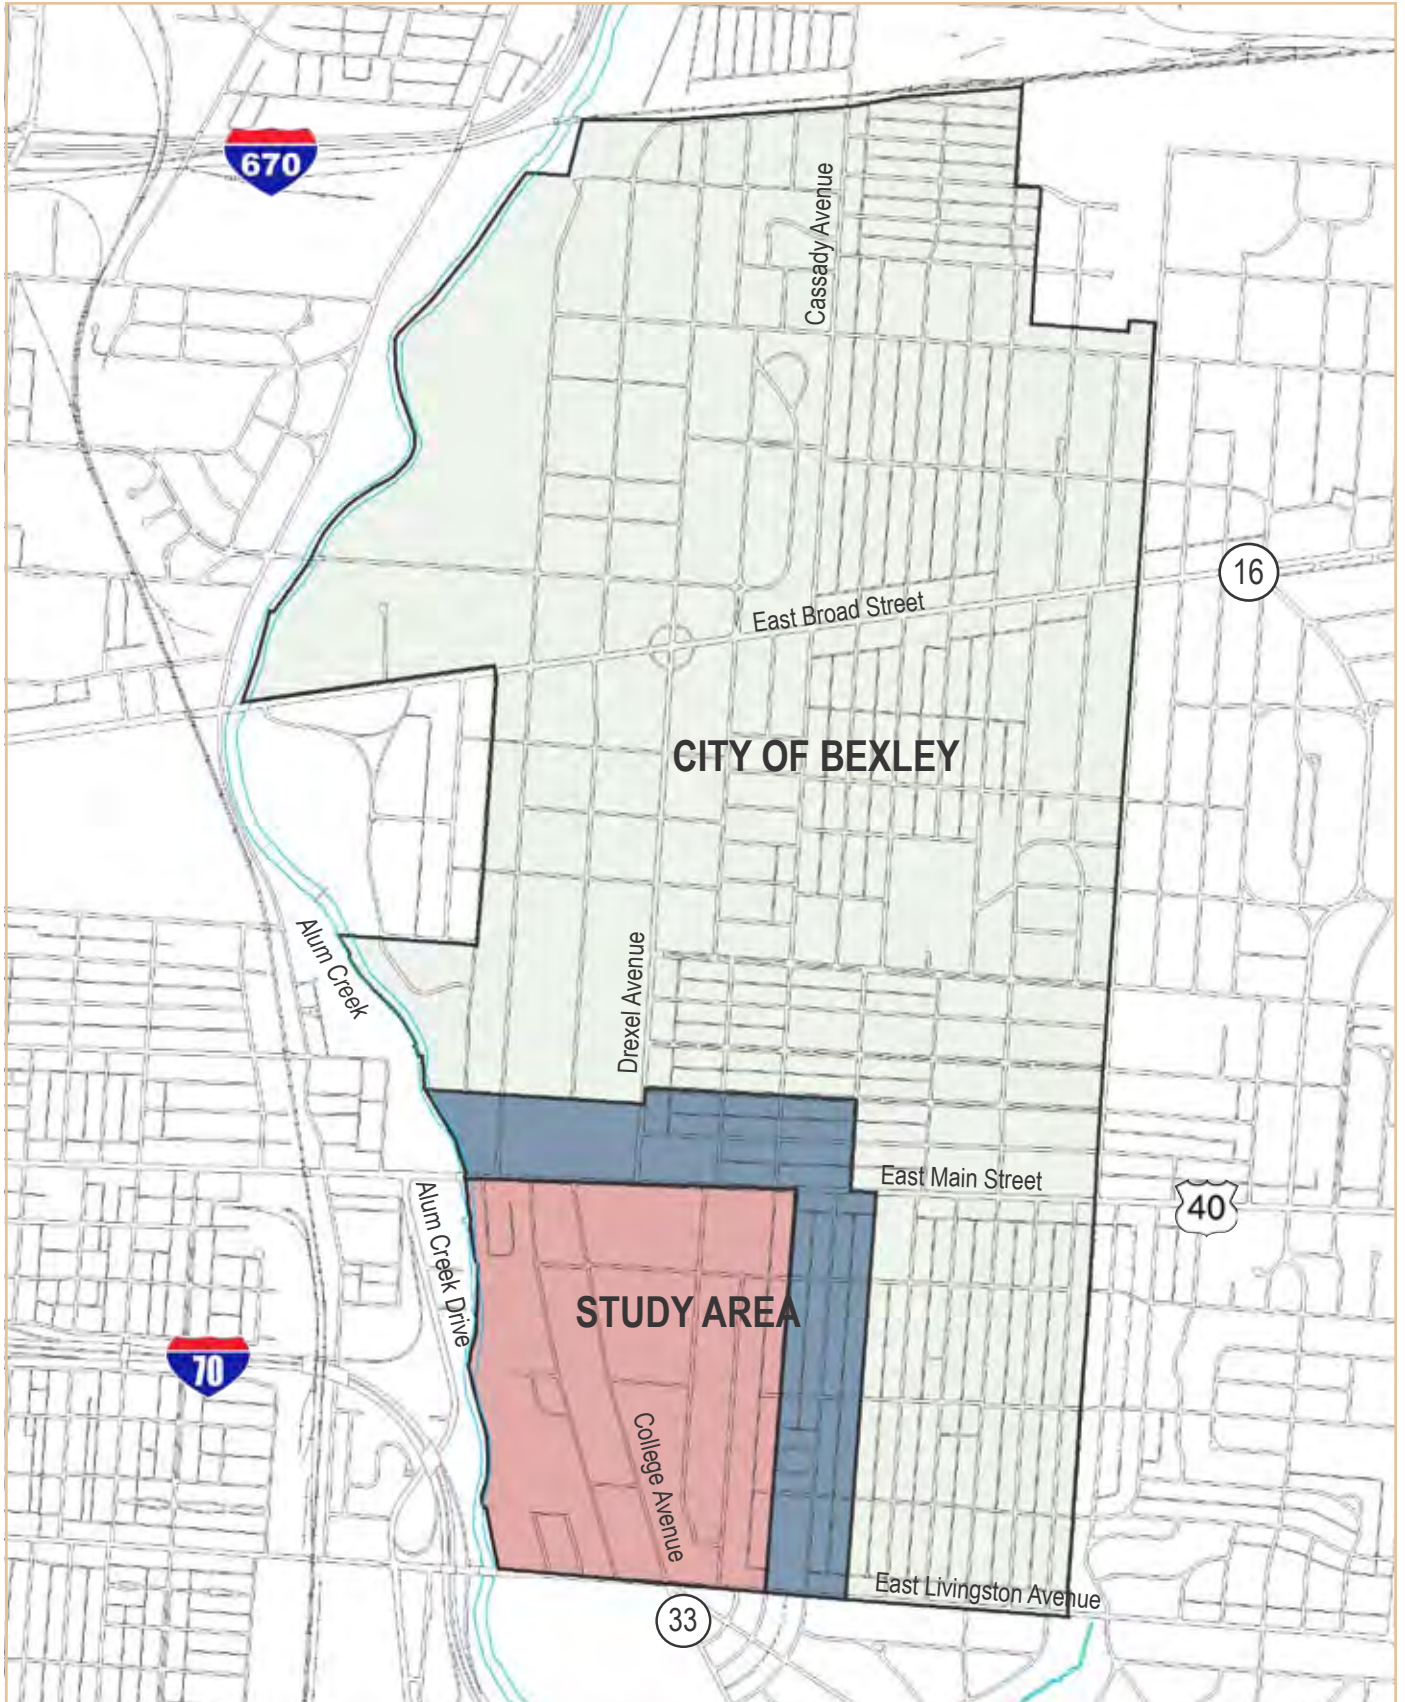 670
Cassady Avenue
16
East Broad Street
CITY OF BEXLEY
Alum Creek
Drexel Avenue
East Main Street
40
Alum Creek Drive
STUDY AREA
70
College Avenue
East Livingston Avenue
33